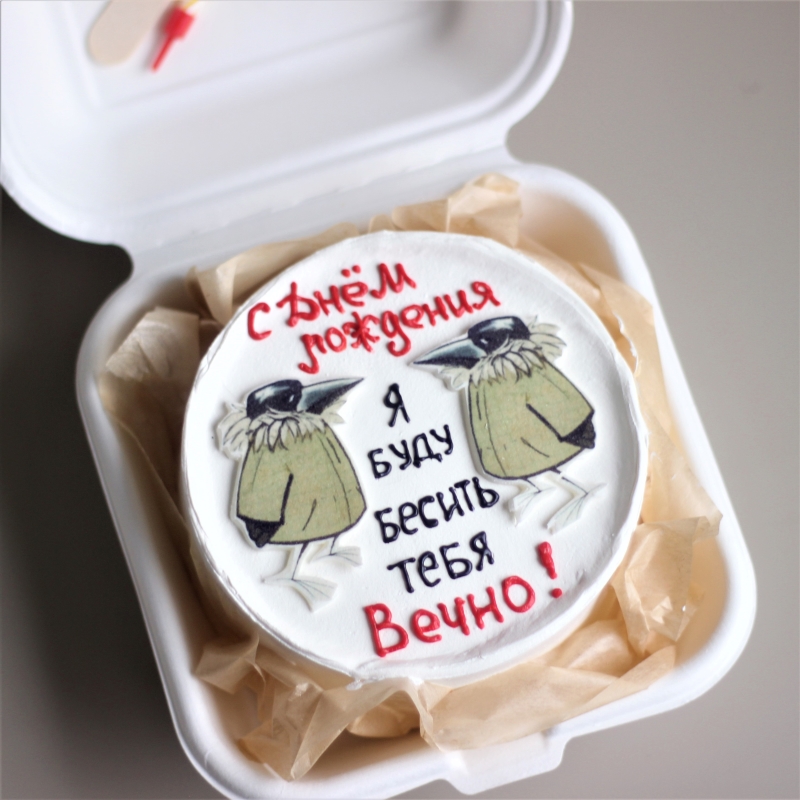 С Днём
рождения
Я
буду
бесить
тебя
Вечно!